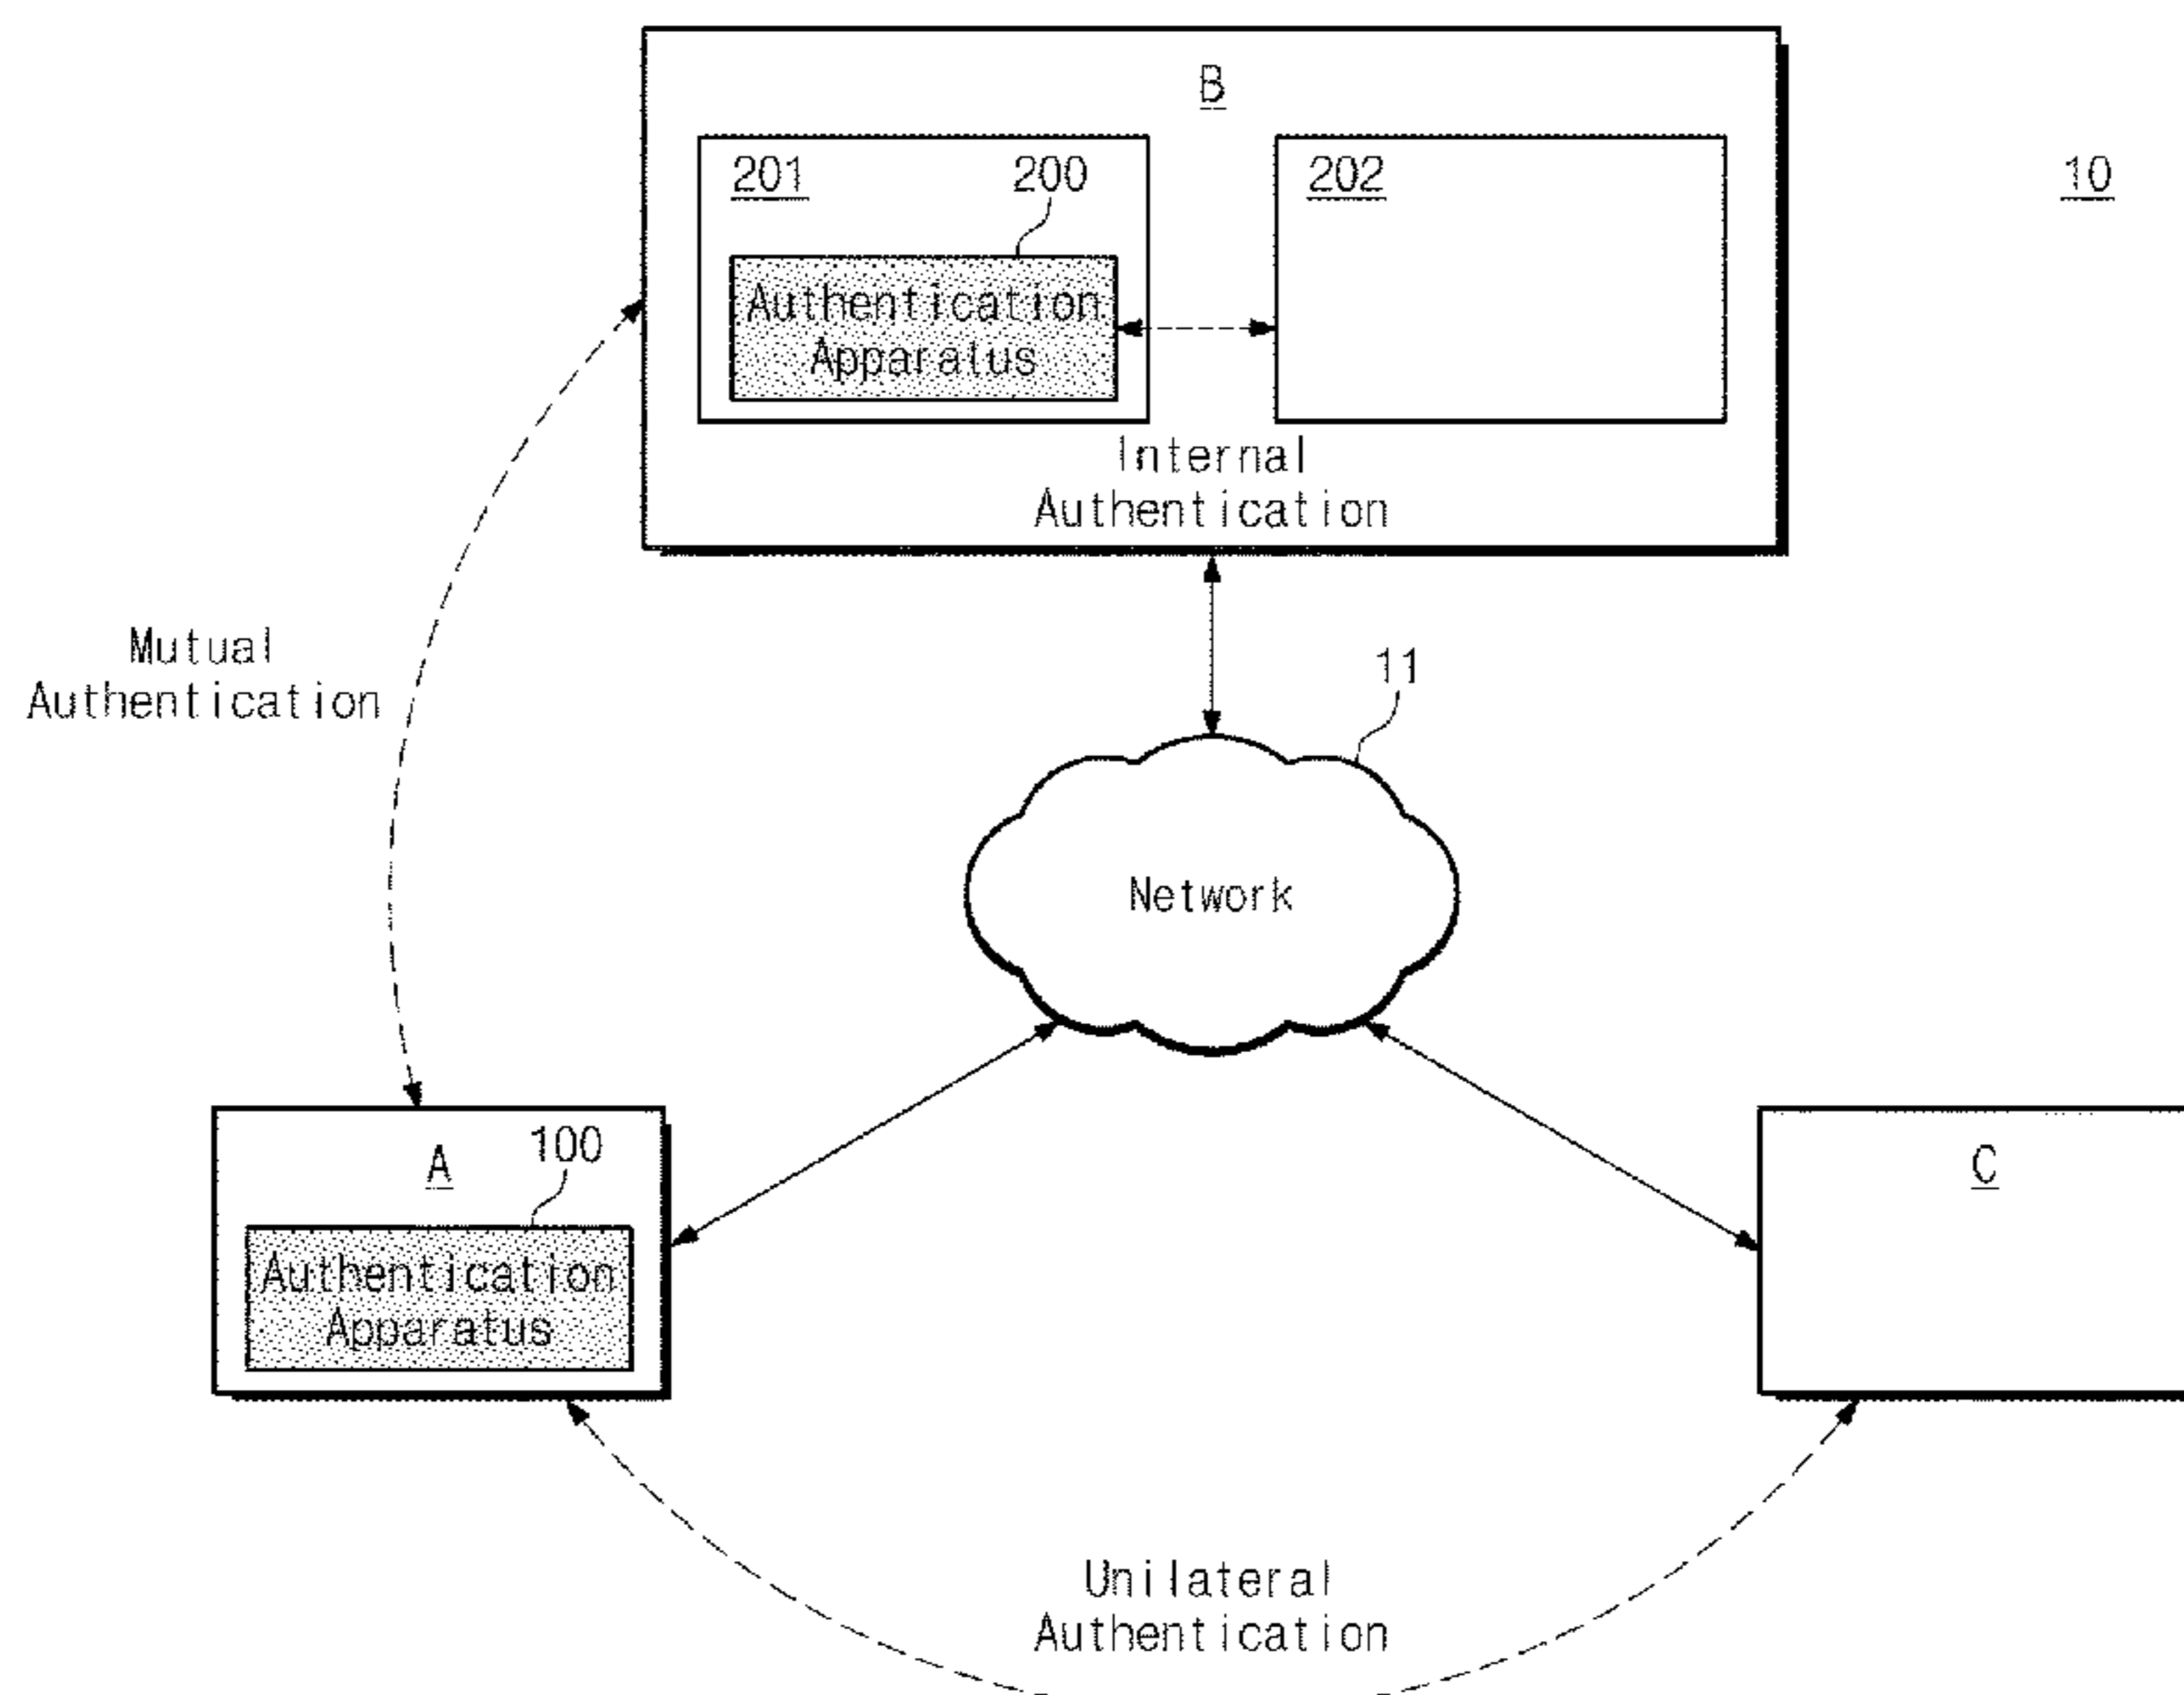 B
201
200
202
10
Authentication
Apparatus
Internal
Authentication
Mutual
Authentication
11
Network
A
100
C
Authentication
Apparatus
Unilateral
Authentication